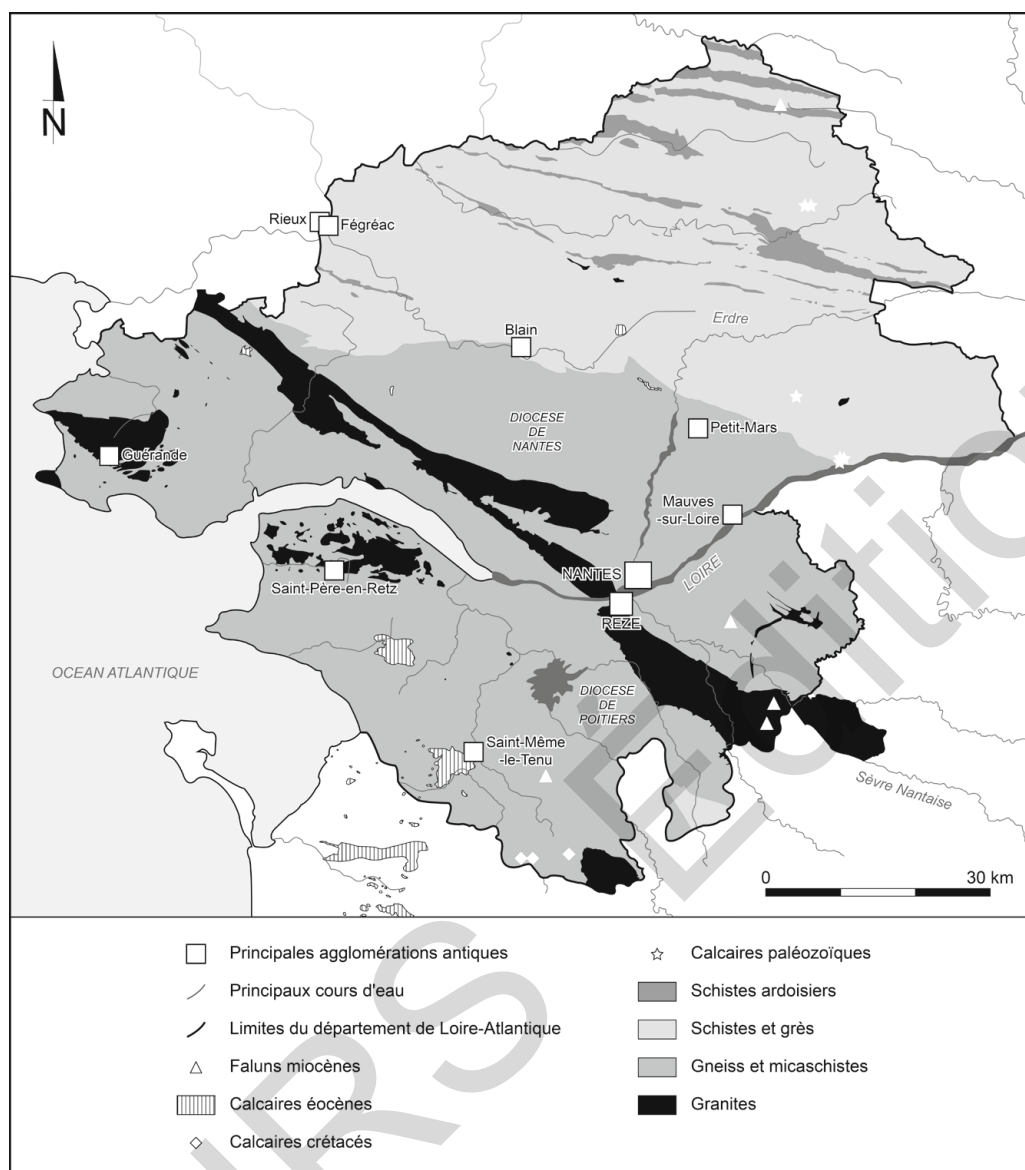 N
Rieux
Fégréac
Blain
Erdre
DIOCESE
DE
NANTES
Petit-Mars
Guérande
Mauves
-sur-Loire
NANTES
LOIRE
Saint-Père-en-Retz
REZE
OCEAN ATLANTIQUE
DIOCESE
DE
POITIERS
Saint-Même
-le-Tenu
Sèvre Nantaise
0 30 km
Principales agglomérations antiques
Principaux cours d'eau
Limites du département de Loire-Atlantique
Faluns miocènes
Calcaires éocènes
Calcaires crétacés
Calcaires paléozoïques
Schistes ardoisiers
Schistes et grès
Gneiss et micaschistes
Granites